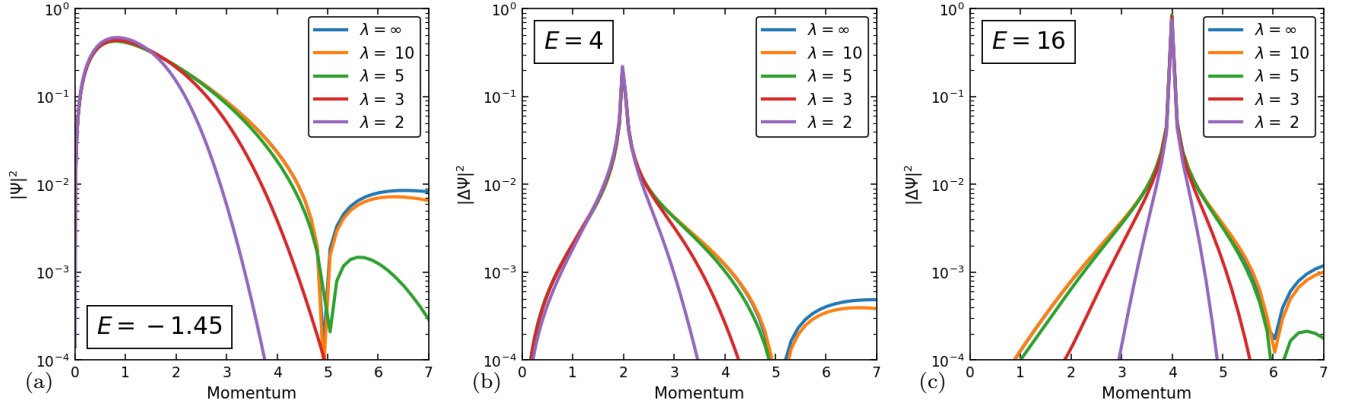 10⁰
10⁻¹
10⁻²
10⁻³
10⁻⁴
|Ψ|²
λ = ∞
λ = 10
λ = 5
λ = 3
λ = 2
E = −1.45
0 1 2 3 4 5 6 7
Momentum
(a)
10⁰
10⁻¹
10⁻²
10⁻³
10⁻⁴
|ΔΨ|²
E = 4
λ = ∞
λ = 10
λ = 5
λ = 3
λ = 2
0 1 2 3 4 5 6 7
Momentum
(b)
10⁰
10⁻¹
10⁻²
10⁻³
10⁻⁴
|ΔΨ|²
E = 16
λ = ∞
λ = 10
λ = 5
λ = 3
λ = 2
0 1 2 3 4 5 6 7
Momentum
(c)